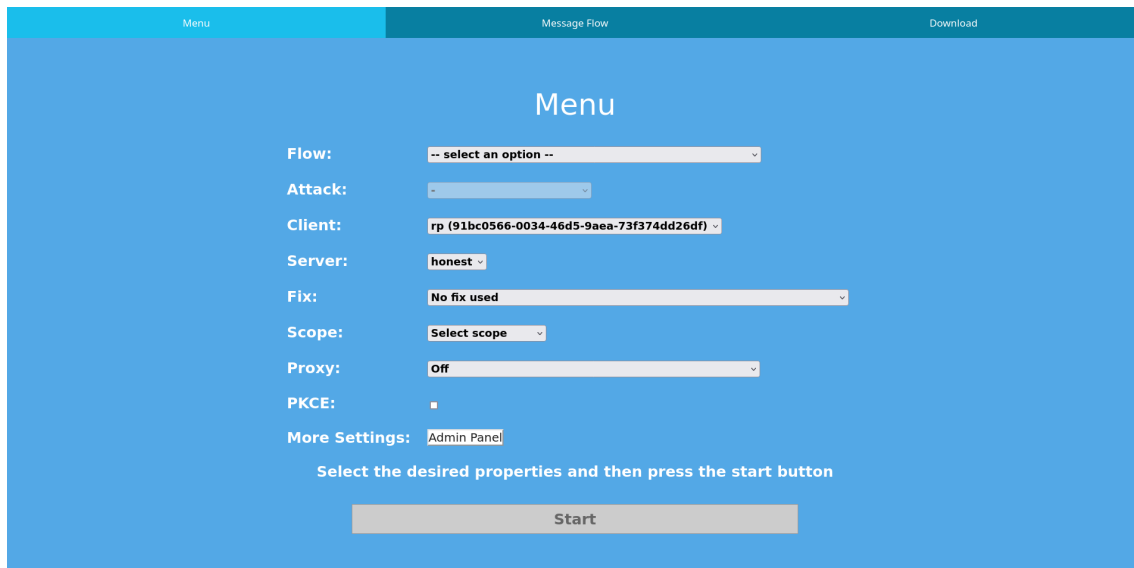 Menu Message Flow Download
Menu
Flow: -- select an option --
Attack: -
Client: rp (91bc0566-0034-46d5-9aea-73f374dd26df)
Server: honest
Fix: No fix used
Scope: Select scope
Proxy: Off
PKCE:
More Settings: Admin Panel
Select the desired properties and then press the start button
Start